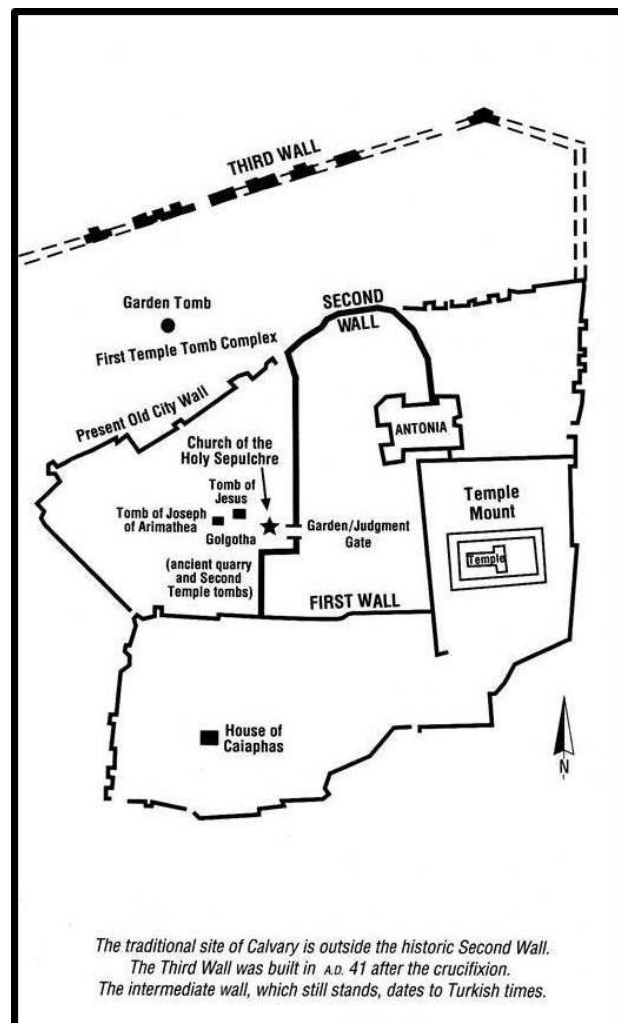 THIRD WALL
Garden Tomb
First Temple Tomb Complex
SECOND
WALL
Present Old City Wall
ANTONIA
Church of the
Holy Sepulchre
Tomb of
Jesus
Tomb of Joseph
of Arimathea
Golgotha
Garden/Judgment
Gate
Temple
Mount
Temple
(ancient quarry
and Second
Temple tombs)
FIRST WALL
House of
Caiaphas
N
The traditional site of Calvary is outside the historic Second Wall.
The Third Wall was built in A.D. 41 after the crucifixion.
The intermediate wall, which still stands, dates to Turkish times.